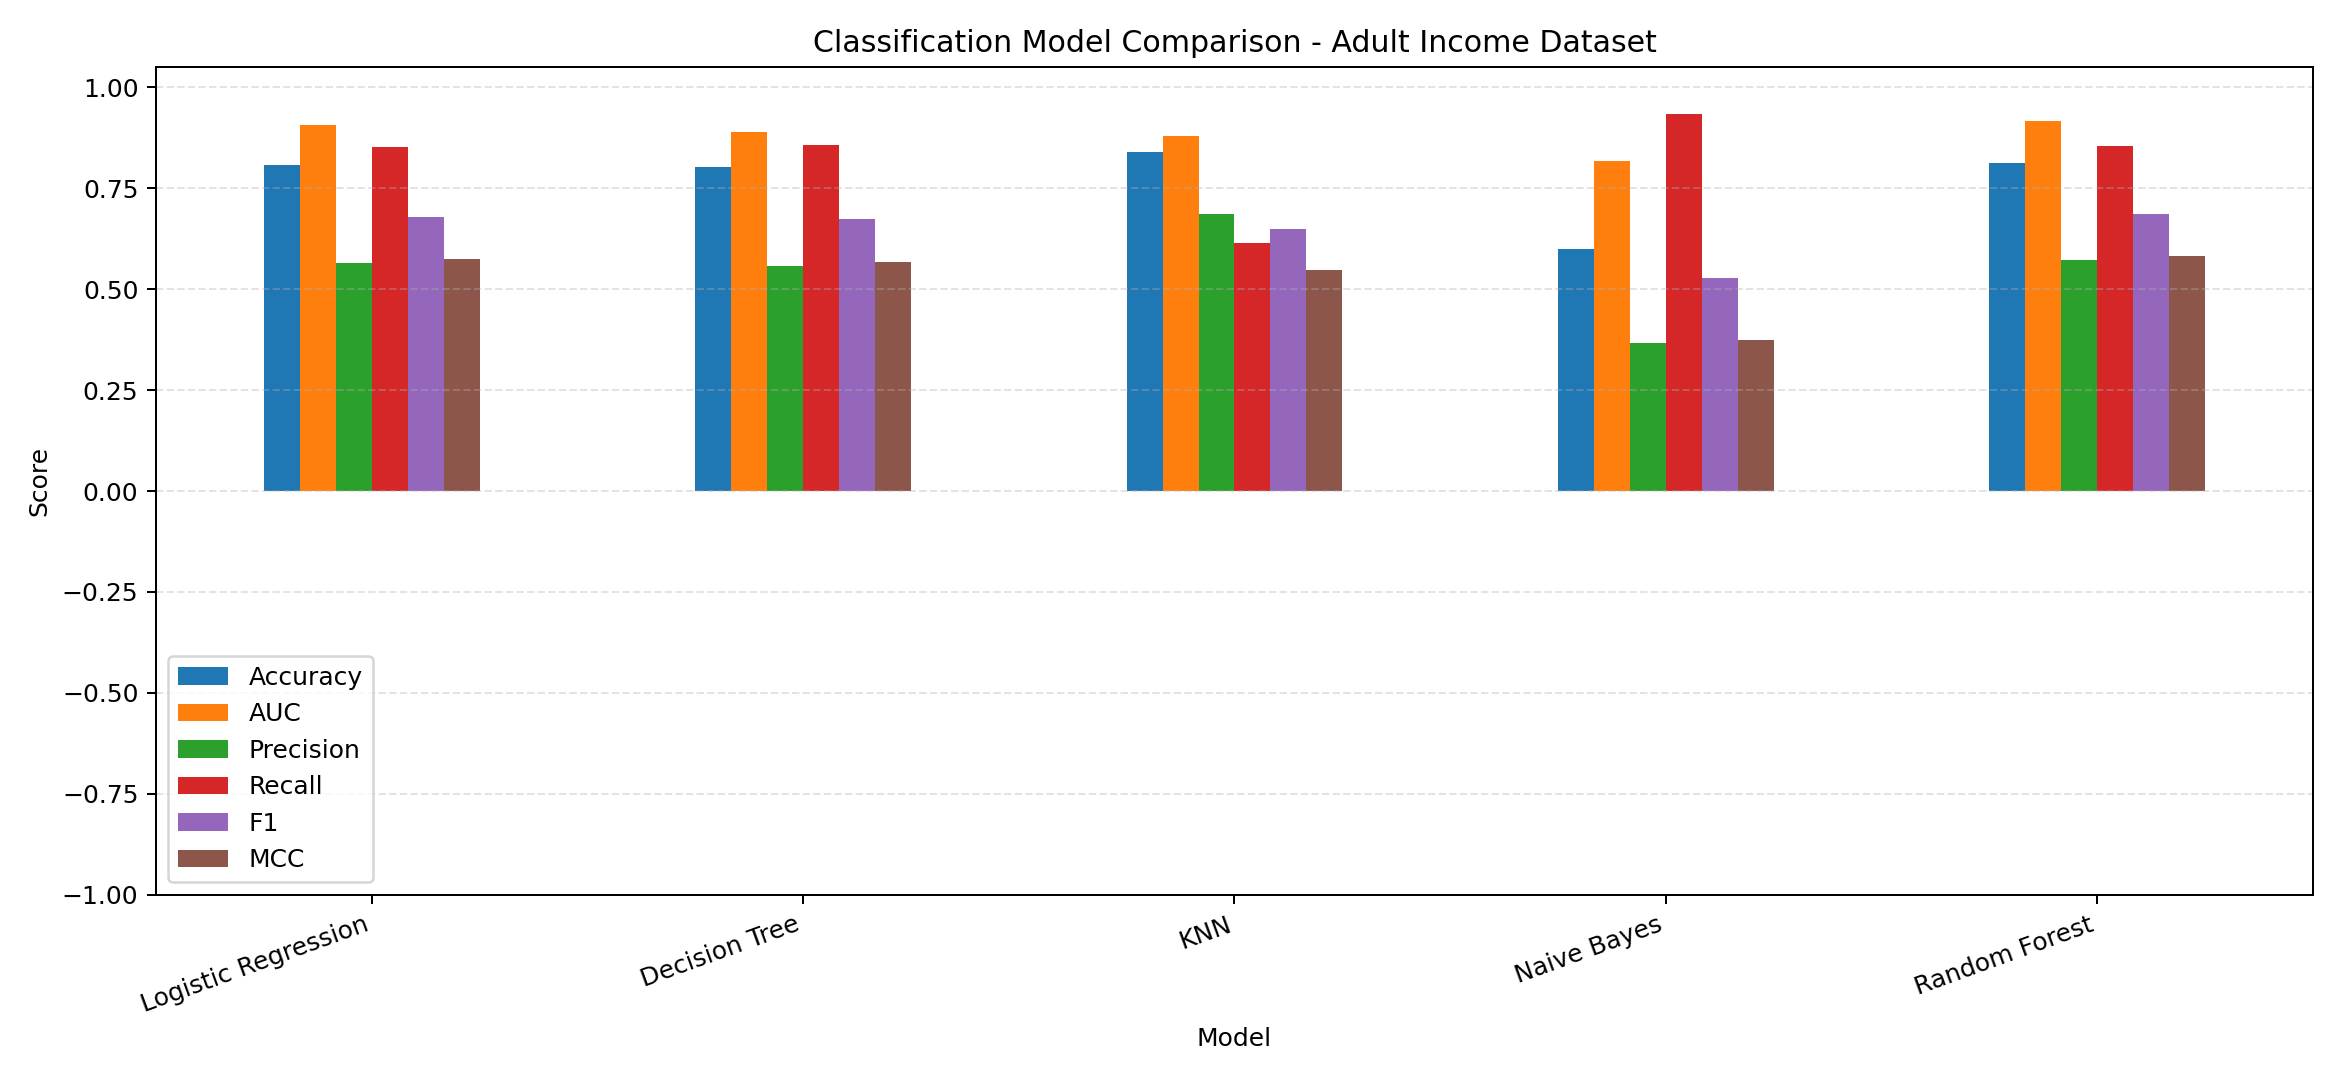 Classification Model Comparison - Adult Income Dataset
1.00
0.75
0.50
0.25
0.00
−0.25
−0.50
−0.75
−1.00
Score
Accuracy
AUC
Precision
Recall
F1
MCC
Logistic Regression
Decision Tree
KNN
Naive Bayes
Random Forest
Model